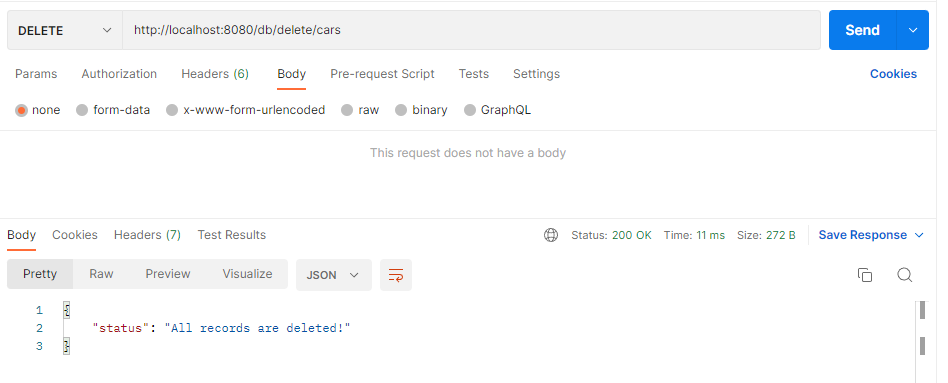 DELETE http://localhost:8080/db/delete/cars Send
Params Authorization Headers (6) Body Pre-request Script Tests Settings Cookies
none form-data x-www-form-urlencoded raw binary GraphQL
This request does not have a body
Body Cookies Headers (7) Test Results Status: 200 OK Time: 11 ms Size: 272 B Save Response
Pretty Raw Preview Visualize JSON
1 {
2 "status": "All records are deleted!"
3 }